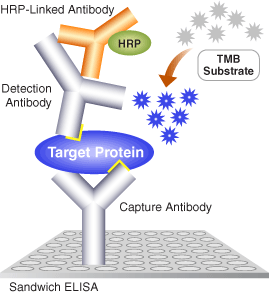 HRP-Linked Antibody
HRP
TMB
Substrate
Detection
Antibody
Target Protein
Capture Antibody
Sandwich ELISA